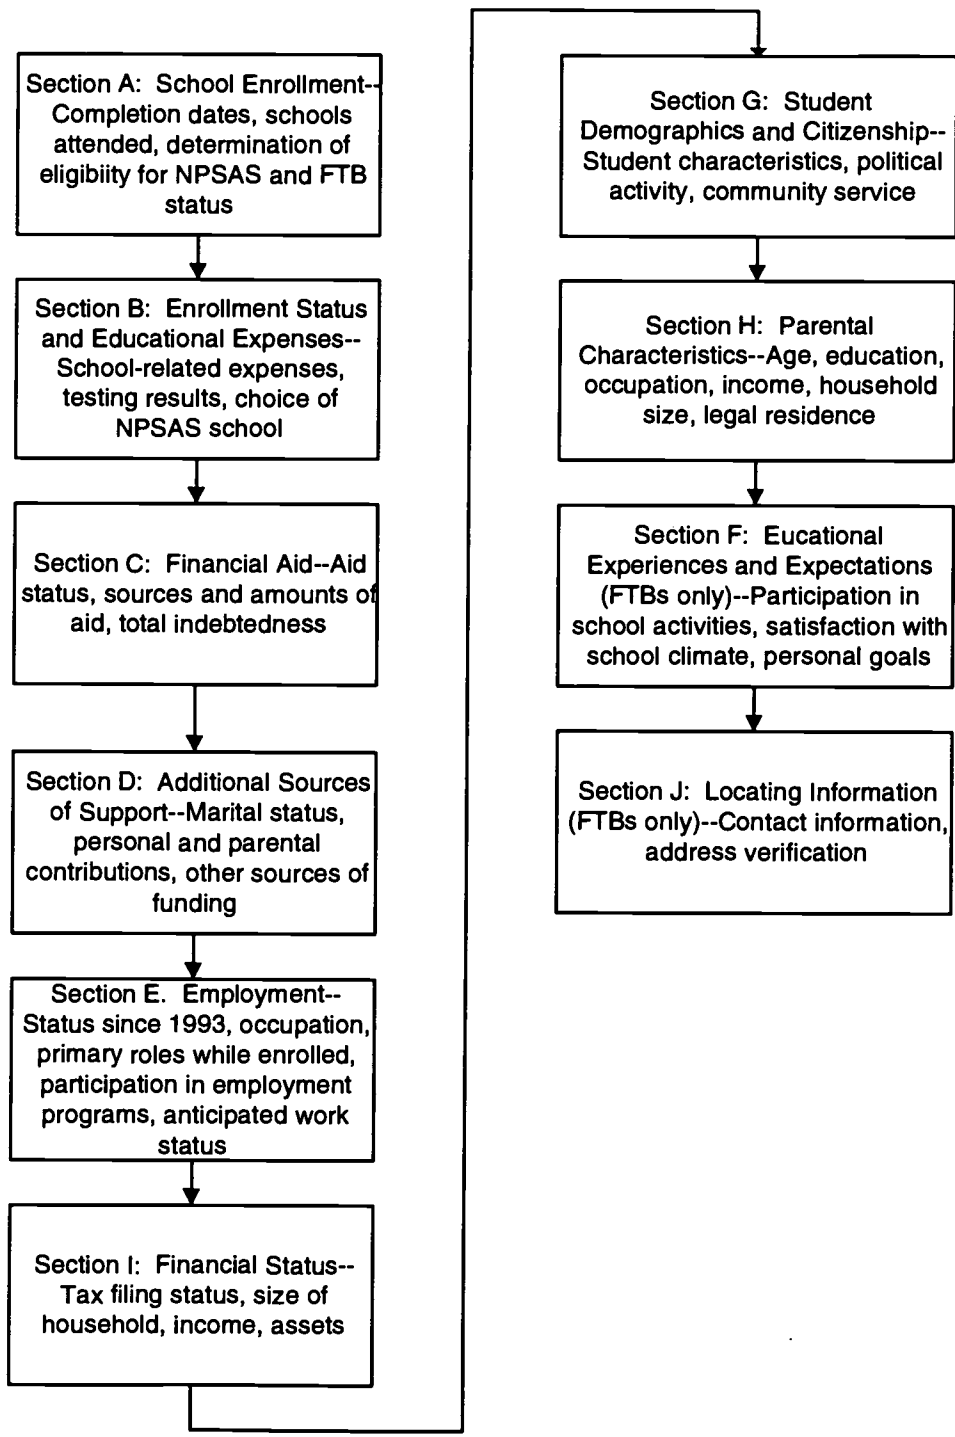 Section A: School Enrollment--
Completion dates, schools
attended, determination of
eligibiity for NPSAS and FTB
status
Section B: Enrollment Status
and Educational Expenses--
School-related expenses,
testing results, choice of
NPSAS school
Section C: Financial Aid--Aid
status, sources and amounts of
aid, total indebtedness
Section D: Additional Sources
of Support--Marital status,
personal and parental
contributions, other sources of
funding
Section E. Employment--
Status since 1993, occupation,
primary roles while enrolled,
participation in employment
programs, anticipated work
status
Section I: Financial Status--
Tax filing status, size of
household, income, assets
Section G: Student
Demographics and Citizenship--
Student characteristics, political
activity, community service
Section H: Parental
Characteristics--Age, education,
occupation, income, household
size, legal residence
Section F: Eucational
Experiences and Expectations
(FTBs only)--Participation in
school activities, satisfaction with
school climate, personal goals
Section J: Locating Information
(FTBs only)--Contact information,
address verification